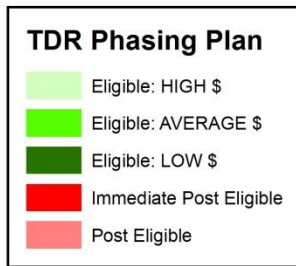 TDR Phasing Plan
Eligible: HIGH $
Eligible: AVERAGE $
Eligible: LOW $
Immediate Post Eligible
Post Eligible